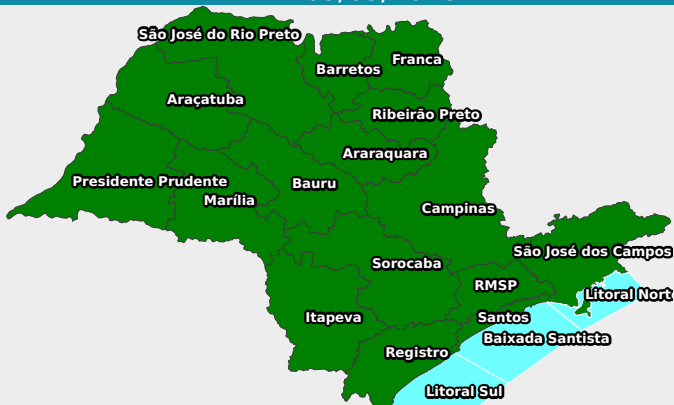 São José do Rio Preto
Franca
Barretos
Araçatuba
Ribeirão Preto
Araraquara
Presidente Prudente
Bauru
Marília
Campinas
São José dos Campos
Sorocaba
RMSP
Litoral Nort
Itapeva
Santos
Baixada Santista
Registro
Litoral Sul